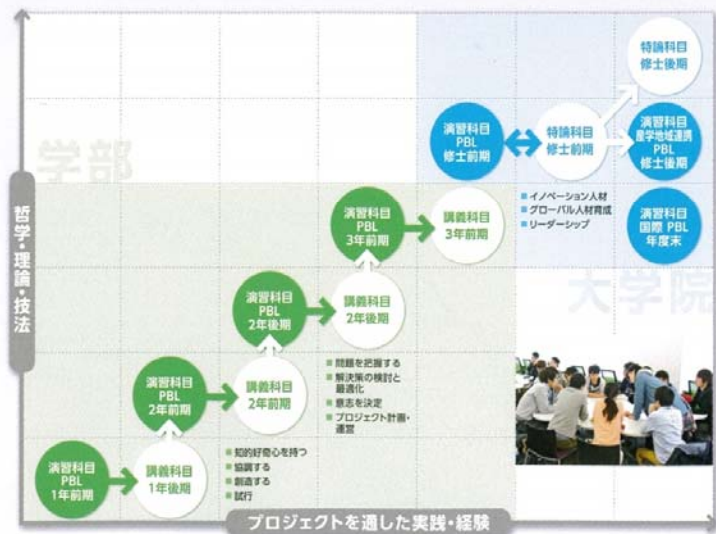 特論科目
修士後期
演習科目
PBL
修士前期
特論科目
修士前期
演習科目
産学地域連携
PBL
修士後期
学部
哲学・理論・技法
演習科目
PBL
3年前期
講義科目
3年前期
■イノベーション人材
■グローバル人材育成
■リーダーシップ
演習科目
国際 PBL
年度末
大学院
演習科目
PBL
2年後期
講義科目
2年後期
演習科目
PBL
2年前期
講義科目
2年前期
■問題を把握する
■解決策の検討と
最適化
■意志を決定
■プロジェクト計画・
運営
演習科目
PBL
1年前期
講義科目
1年後期
■知的好奇心を持つ
■協調する
■創造する
■試行
プロジェクトを通した実践・経験